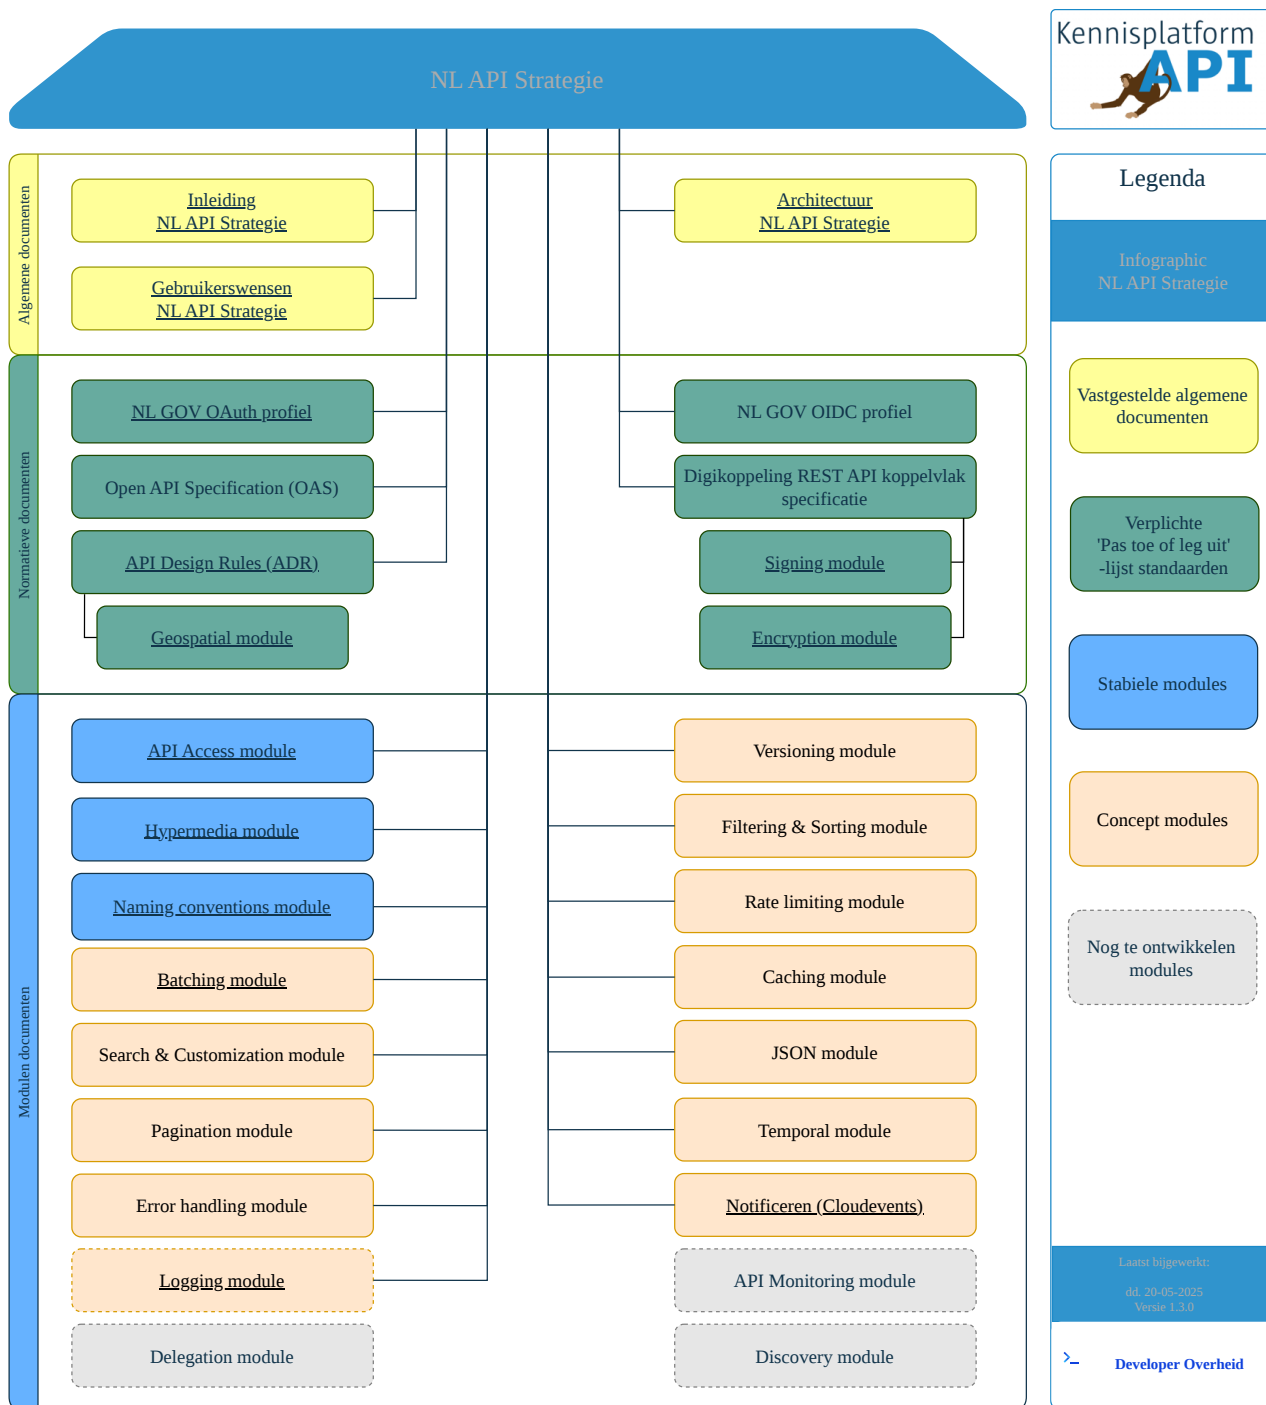 NL API Strategie
Kennisplatform
API
Algemene documenten
Inleiding
NL API Strategie
Gebruikerswensen
NL API Strategie
Architectuur
NL API Strategie
Normatieve documenten
NL GOV OAuth profiel
Open API Specification (OAS)
API Design Rules (ADR)
Geospatial module
NL GOV OIDC profiel
Digikoppeling REST API koppelvlak
specificatie
Signing module
Encryption module
Modulen documenten
API Access module
Hypermedia module
Naming conventions module
Batching module
Search & Customization module
Pagination module
Error handling module
Logging module
Delegation module
Versioning module
Filtering & Sorting module
Rate limiting module
Caching module
JSON module
Temporal module
Notificeren (Cloudevents)
API Monitoring module
Discovery module
Legenda
Infographic
NL API Strategie
Vastgestelde algemene
documenten
Verplichte
'Pas toe of leg uit'
-lijst standaarden
Stabiele modules
Concept modules
Nog te ontwikkelen
modules
Laatst bijgewerkt:
dd. 20-05-2025
Versie 1.3.0
Developer Overheid